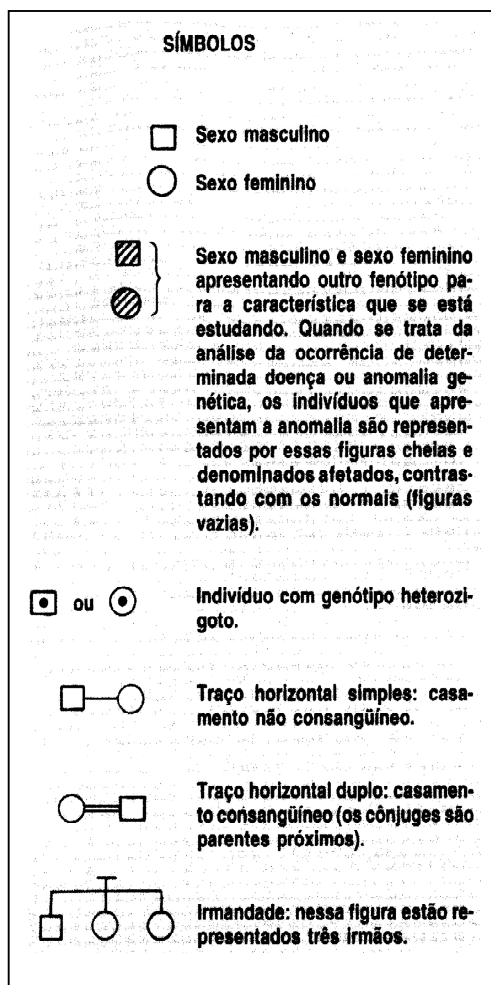 SÍMBOLOS
Sexo masculino
Sexo feminino
Sexo masculino e sexo feminino
apresentando outro fenótipo pa-
ra a característica que se está
estudando. Quando se trata da
análise da ocorrência de deter-
minada doença ou anomalia ge-
nética, os indivíduos que apre-
sentam a anomalia são represen-
tados por essas figuras cheias e
denominados afetados, contras-
tando com os normais (figuras
vazias).
ou
Indivíduo com genótipo heterozi-
goto.
Traço horizontal simples: casa-
mento não consangüíneo.
Traço horizontal duplo: casamen-
to consangüíneo (os cônjuges são
parentes próximos).
Irmandade: nessa figura estão re-
presentados três irmãos.